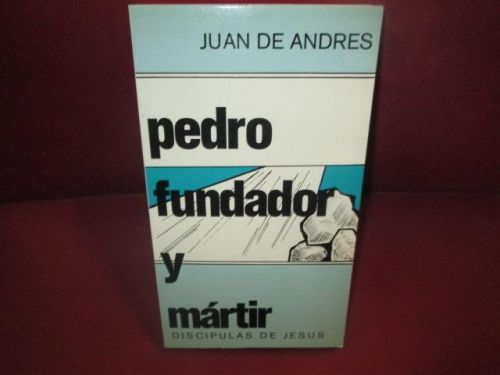 JUAN DE ANDRES
pedro
fundador
y
mártir
DISCIPULAS DE JESUS